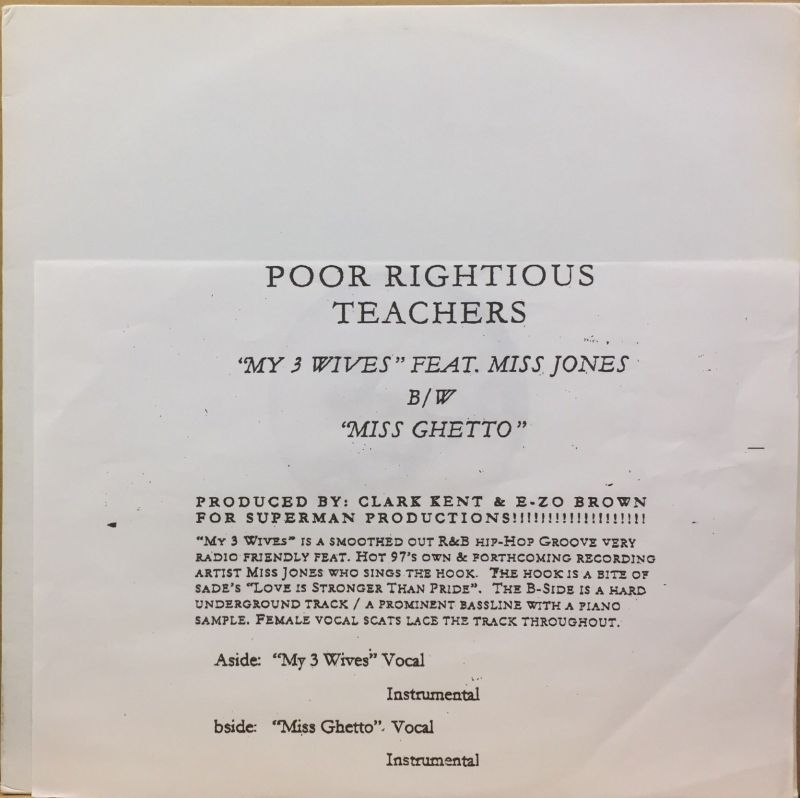 POOR RIGHTIOUS
TEACHERS
"MY 3 WIVES" FEAT. MISS JONES
B/W
"MISS GHETTO"
PRODUCED BY: CLARK KENT & E-ZO BROWN
FOR SUPERMAN PRODUCTIONS!!!!!!!!!!!!!!!!!!!!
"MY 3 WIVES" IS A SMOOTHED OUT R&B HIP-HOP GROOVE VERY
RADIO FRIENDLY FEAT. HOT 97'S OWN & FORTHCOMING RECORDING
ARTIST MISS JONES WHO SINGS THE HOOK. THE HOOK IS A BITE OF
SADE'S "LOVE IS STRONGER THAN PRIDE". THE B-SIDE IS A HARD
UNDERGROUND TRACK / A PROMINENT BASSLINE WITH A PIANO
SAMPLE. FEMALE VOCAL SCATS LACE THE TRACK THROUGHOUT.
Aside: "My 3 Wives" Vocal
Instrumental
bside: "Miss Ghetto". Vocal
Instrumental